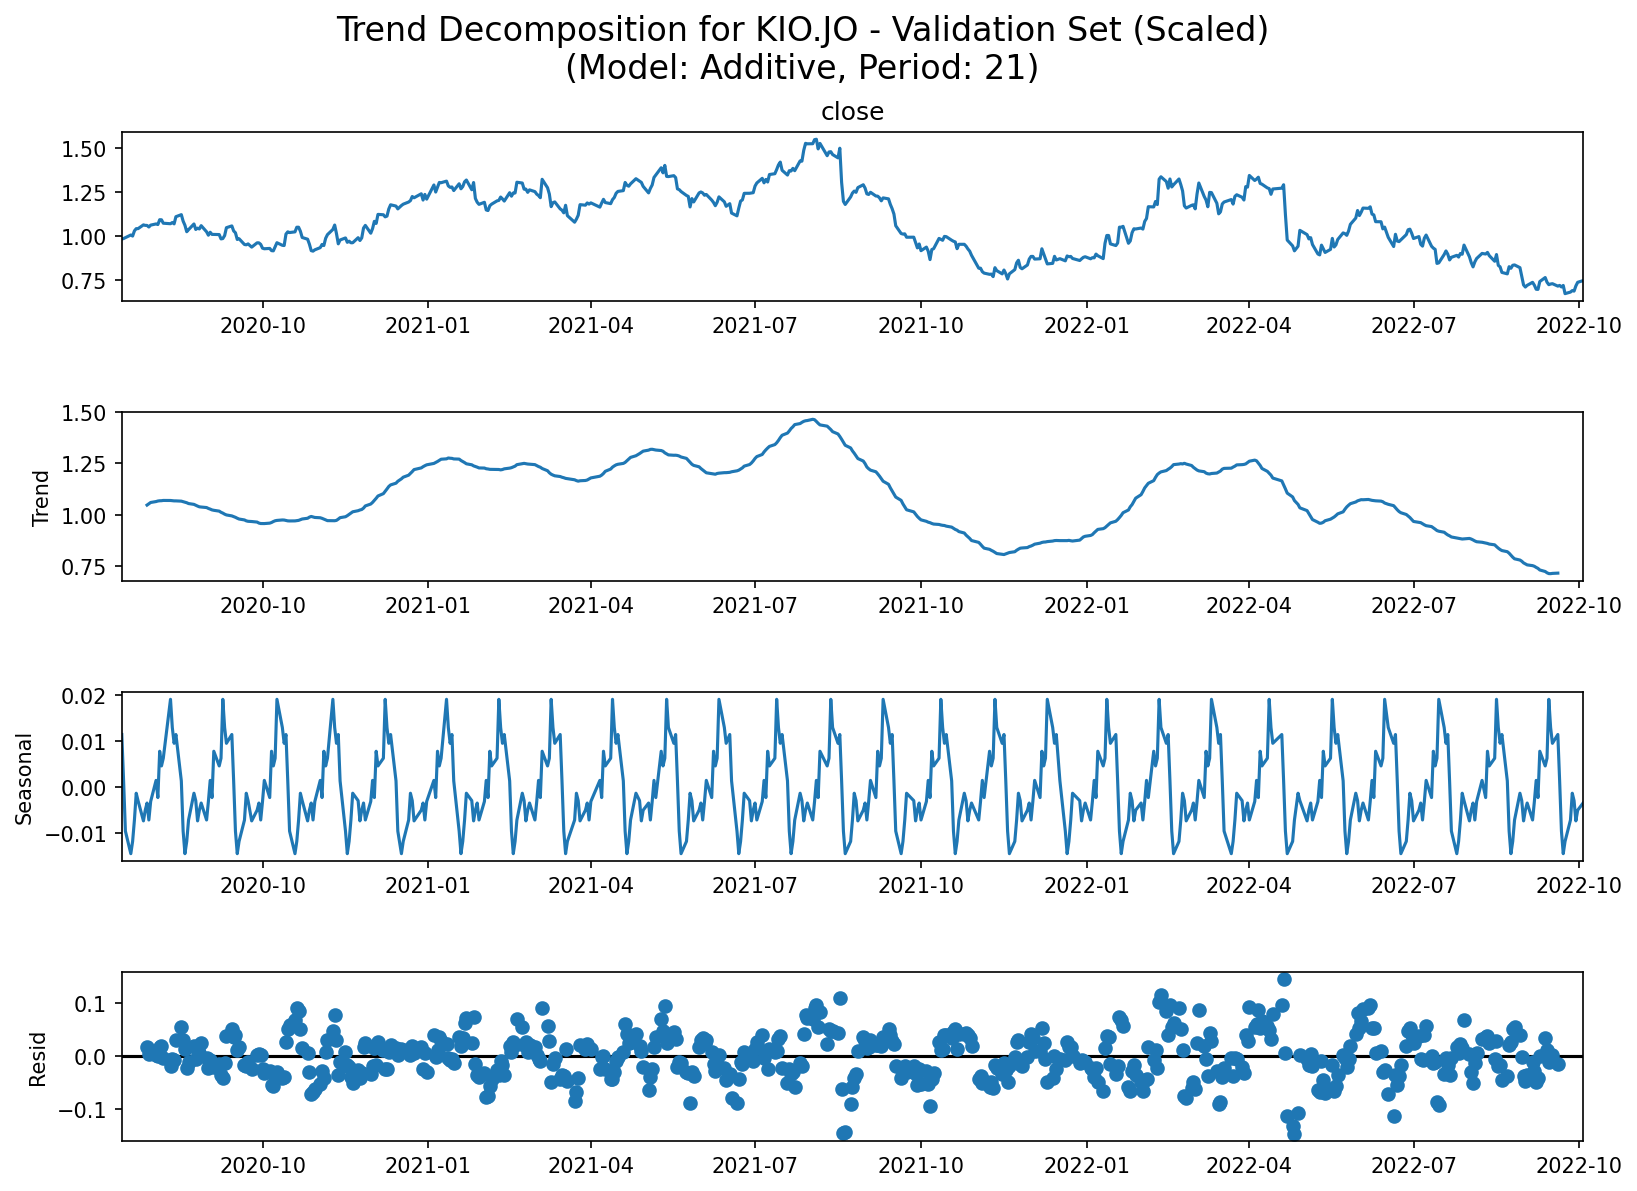 Trend Decomposition for KIO.JO - Validation Set (Scaled)
(Model: Additive, Period: 21)
close
1.50
1.25
1.00
0.75
2020-10 2021-01 2021-04 2021-07 2021-10 2022-01 2022-04 2022-07 2022-10
Trend
1.50
1.25
1.00
0.75
2020-10 2021-01 2021-04 2021-07 2021-10 2022-01 2022-04 2022-07 2022-10
Seasonal
0.02
0.01
0.00
−0.01
2020-10 2021-01 2021-04 2021-07 2021-10 2022-01 2022-04 2022-07 2022-10
Resid
0.1
0.0
−0.1
2020-10 2021-01 2021-04 2021-07 2021-10 2022-01 2022-04 2022-07 2022-10